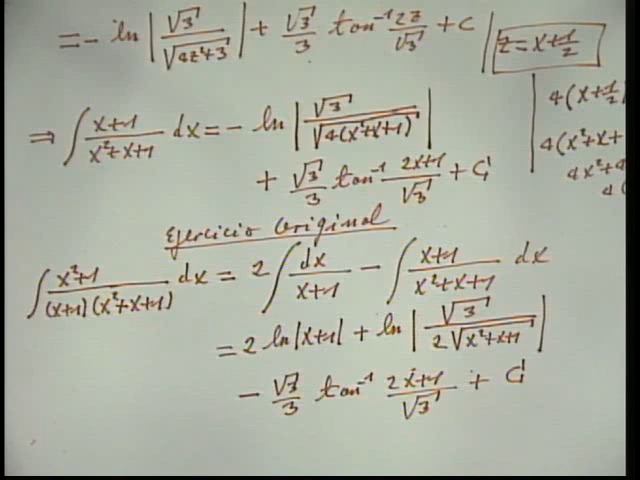 = - ln |√3 / √(4z²+3)| + √3/3 tan⁻¹ 2z/√3 + C | z = x+1/2
4(x+1/2)
⇒ ∫ (x+1)/(x²+x+1) dx = - ln |√3 / √(4(x²+x+1))|
4(x²+x+
4x²+4
+ √3/3 tan⁻¹ (2x+1)/√3 + C₁'
4(
Ejercicio Original
∫ (x²+1)/((x+1)(x²+x+1)) dx = 2 ∫ dx/(x+1) - ∫ (x+1)/(x²+x+1) dx
= 2 ln|x+1| + ln |√3 / (2√(x²+x+1))|
- √3/3 tan⁻¹ (2x+1)/√3 + C₁'